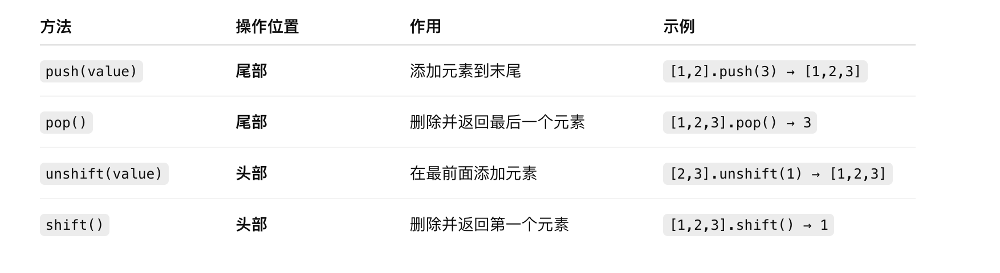 方法 操作位置 作用 示例
push(value) 尾部 添加元素到末尾 [1,2].push(3) → [1,2,3]
pop() 尾部 删除并返回最后一个元素 [1,2,3].pop() → 3
unshift(value) 头部 在最前面添加元素 [2,3].unshift(1) → [1,2,3]
shift() 头部 删除并返回第一个元素 [1,2,3].shift() → 1